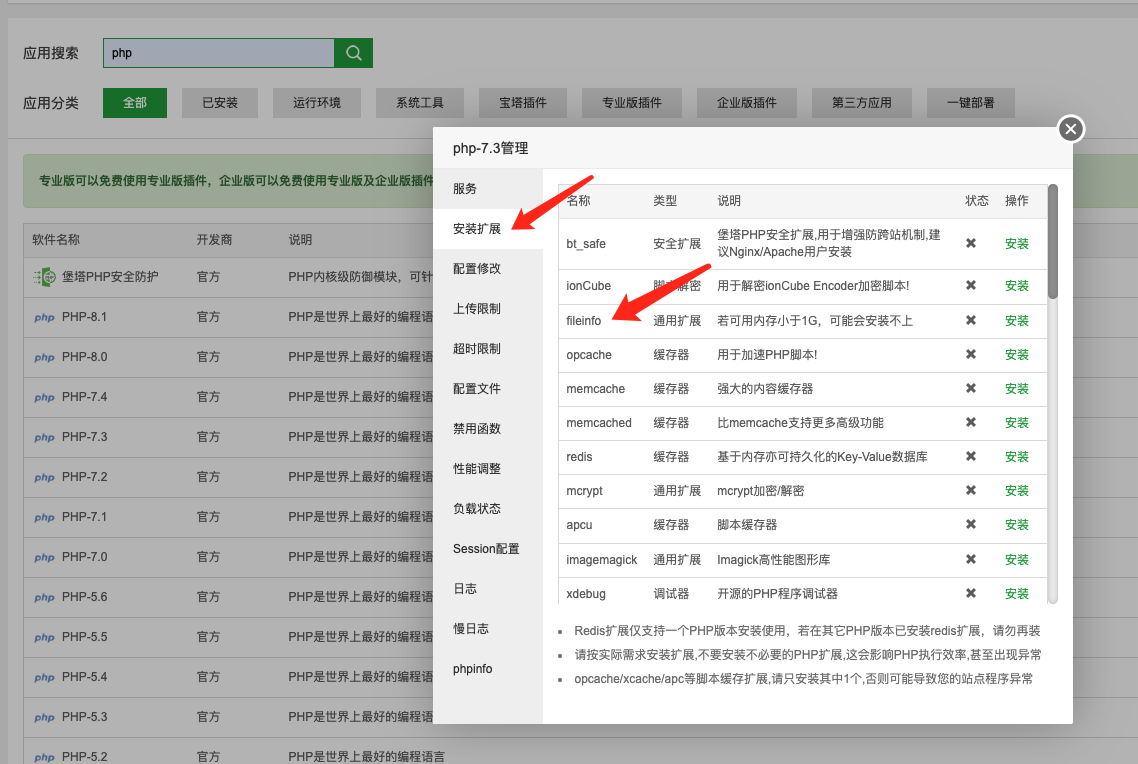 应用搜索
php
应用分类
全部
已安装
运行环境
系统工具
宝塔插件
专业版插件
企业版插件
第三方应用
一键部署
专业版可以免费使用专业版插件，企业版可以免费使用专业版及企业版插件
软件名称 开发商 说明
堡塔PHP安全防护 官方 PHP内核级防御模块，可针
php PHP-8.1 官方 PHP是世界上最好的编程语
php PHP-8.0 官方 PHP是世界上最好的编程语
php PHP-7.4 官方 PHP是世界上最好的编程语
php PHP-7.3 官方 PHP是世界上最好的编程语
php PHP-7.2 官方 PHP是世界上最好的编程语
php PHP-7.1 官方 PHP是世界上最好的编程语
php PHP-7.0 官方 PHP是世界上最好的编程语
php PHP-5.6 官方 PHP是世界上最好的编程语
php PHP-5.5 官方 PHP是世界上最好的编程语
php PHP-5.4 官方 PHP是世界上最好的编程语
php PHP-5.3 官方 PHP是世界上最好的编程语
php PHP-5.2 官方 PHP是世界上最好的编程语言
php-7.3管理
服务
安装扩展
配置修改
上传限制
超时限制
配置文件
禁用函数
性能调整
负载状态
Session配置
日志
慢日志
phpinfo
名称 类型 说明 状态 操作
bt_safe 安全扩展 堡塔PHP安全扩展,用于增强防跨站机制,建
议Nginx/Apache用户安装 ✖ 安装
ionCube 脚本解密 用于解密ionCube Encoder加密脚本! ✖ 安装
fileinfo 通用扩展 若可用内存小于1G，可能会安装不上 ✖ 安装
opcache 缓存器 用于加速PHP脚本! ✖ 安装
memcache 缓存器 强大的内容缓存器 ✖ 安装
memcached 缓存器 比memcache支持更多高级功能 ✖ 安装
redis 缓存器 基于内存亦可持久化的Key-Value数据库 ✖ 安装
mcrypt 通用扩展 mcrypt加密/解密 ✖ 安装
apcu 缓存器 脚本缓存器 ✖ 安装
imagemagick 通用扩展 Imagick高性能图形库 ✖ 安装
xdebug 调试器 开源的PHP程序调试器 ✖ 安装
Redis扩展仅支持一个PHP版本安装使用，若在其它PHP版本已安装redis扩展，请勿再装
请按实际需求安装扩展,不要安装不必要的PHP扩展,这会影响PHP执行效率,甚至出现异常
opcache/xcache/apc等脚本缓存扩展,请只安装其中1个,否则可能导致您的站点程序异常